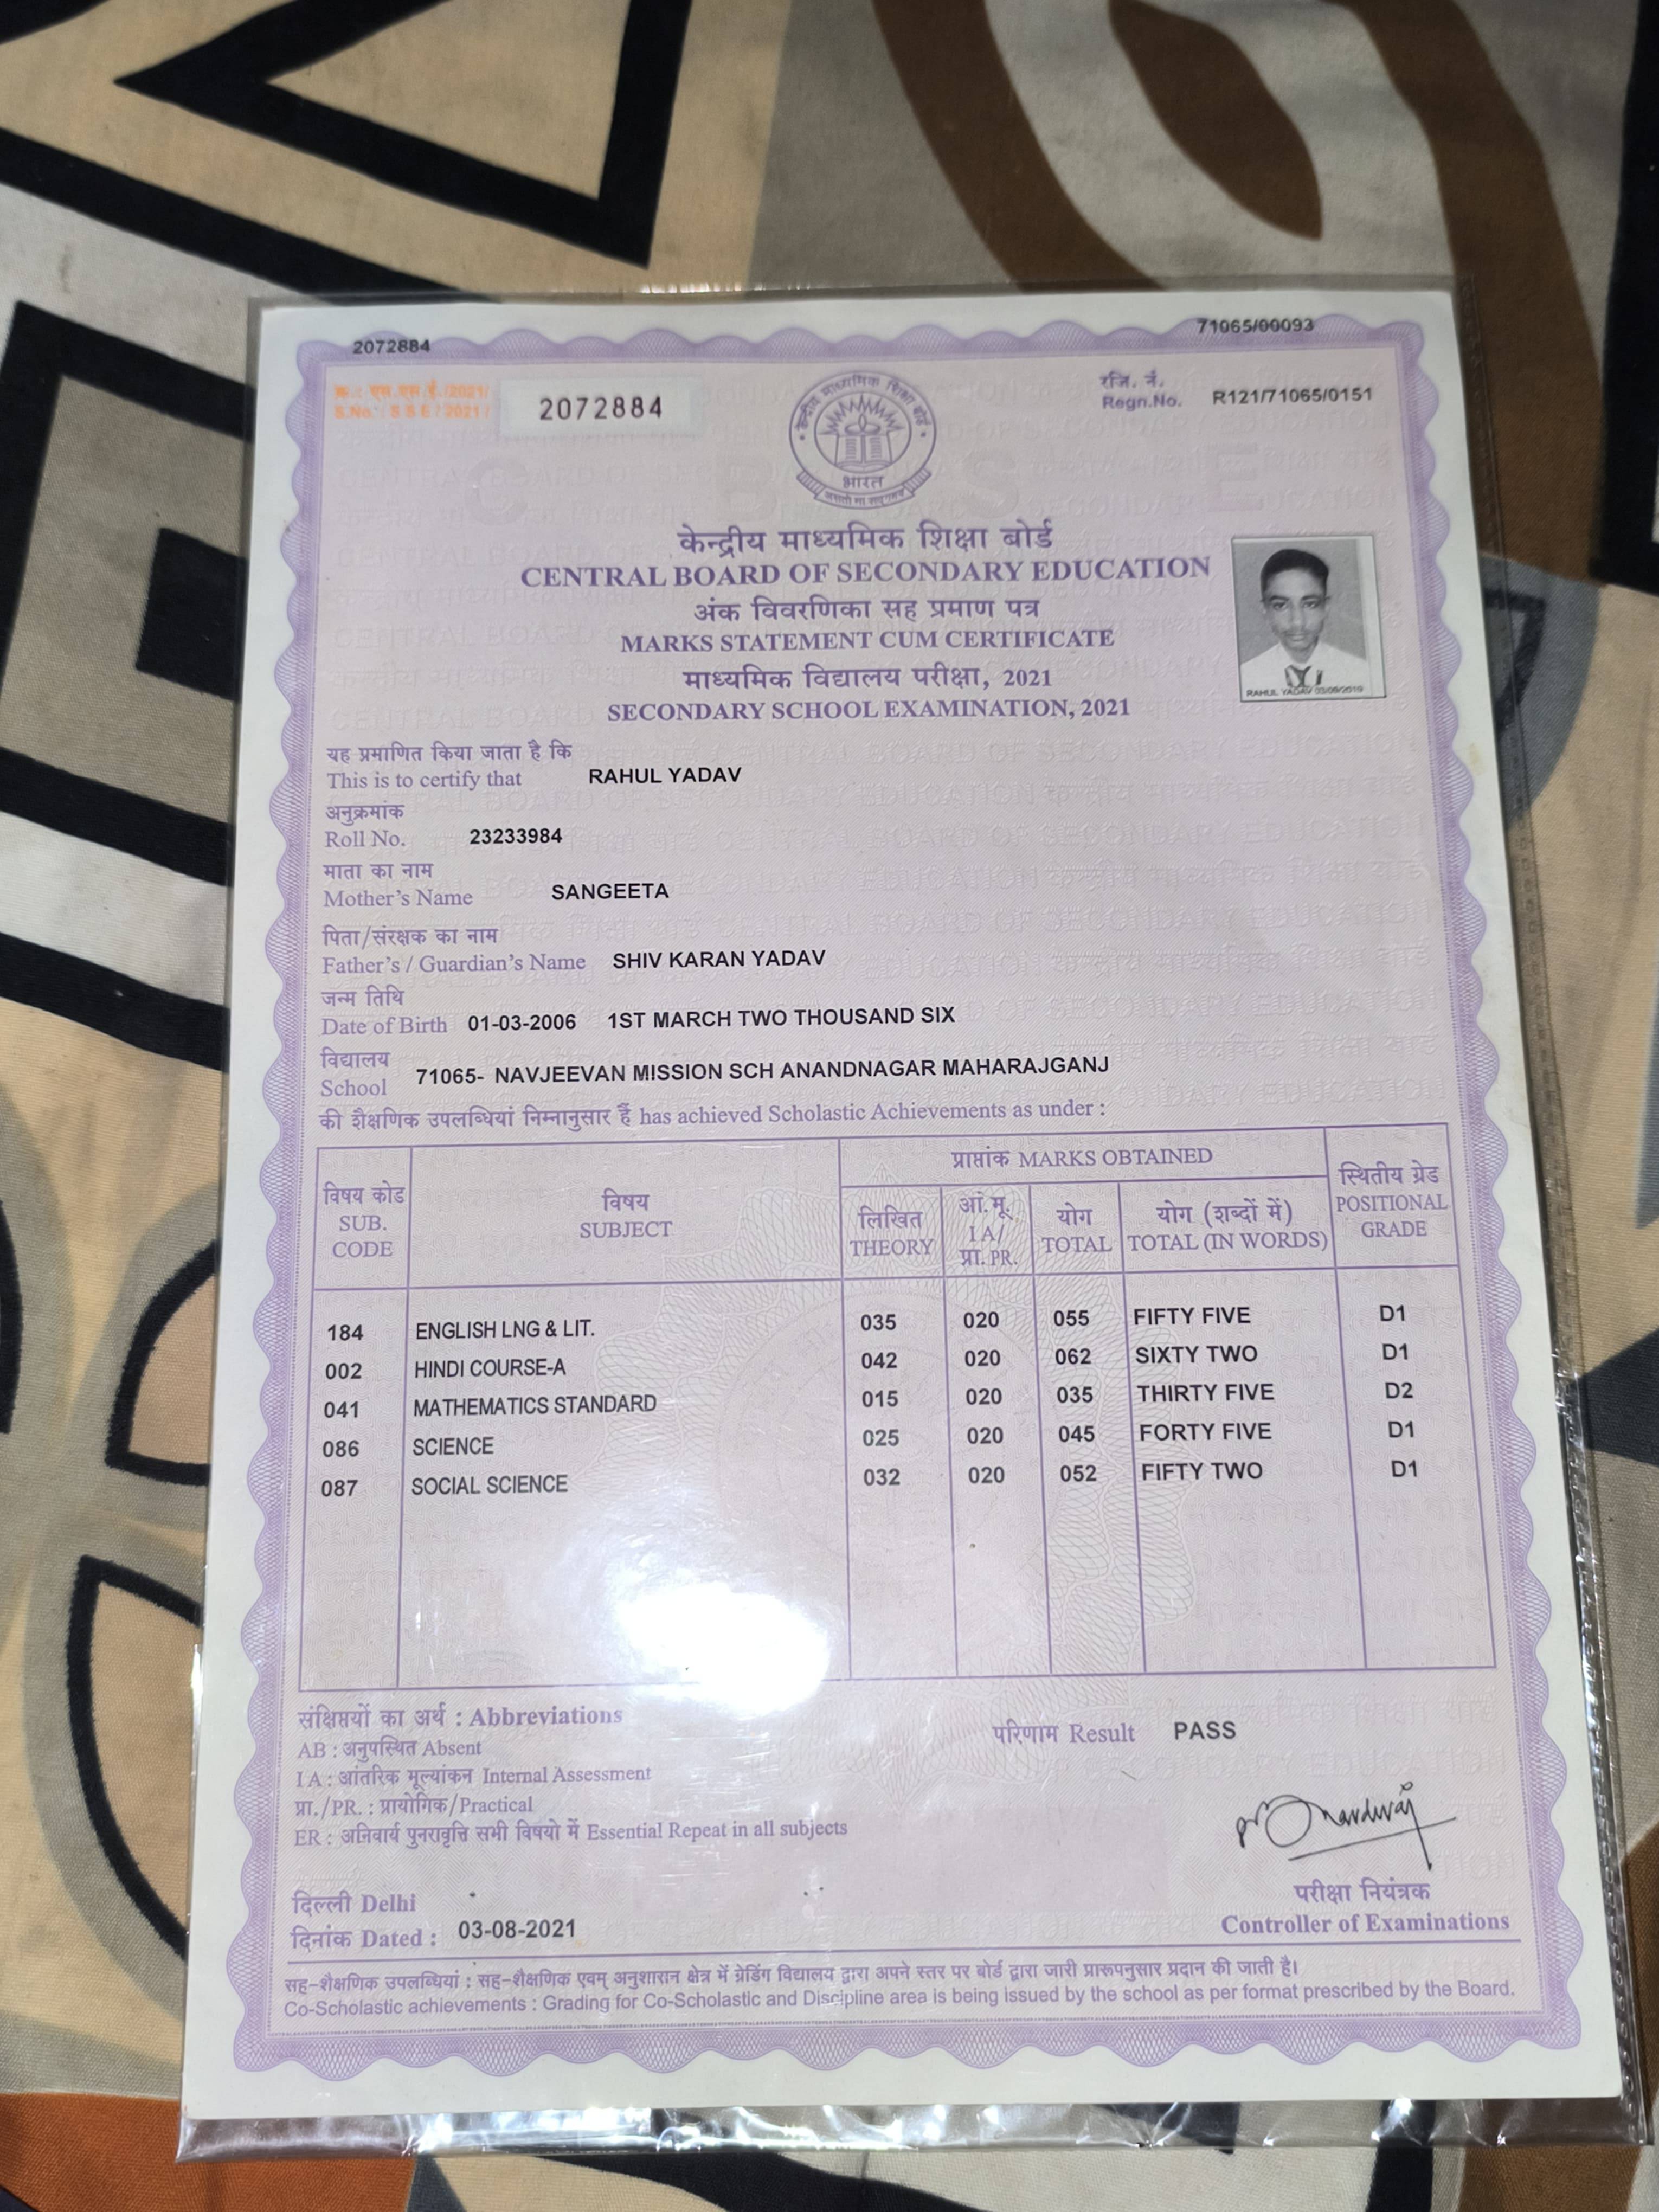 2072884
71065/00093
क्र.: एस.एस.ई./2021/
S.No.: S S E / 2021 /
2072884
रजि. नं.
Regn.No. R121/71065/0151
भारत
केन्द्रीय माध्यमिक शिक्षा बोर्ड
CENTRAL BOARD OF SECONDARY EDUCATION
अंक विवरणिका सह प्रमाण पत्र
MARKS STATEMENT CUM CERTIFICATE
माध्यमिक विद्यालय परीक्षा, 2021
SECONDARY SCHOOL EXAMINATION, 2021
RAHUL YADAV 03/09/2019
यह प्रमाणित किया जाता है कि
This is to certify that RAHUL YADAV
अनुक्रमांक
Roll No. 23233984
माता का नाम
Mother's Name SANGEETA
पिता/संरक्षक का नाम
Father's / Guardian's Name SHIV KARAN YADAV
जन्म तिथि
Date of Birth 01-03-2006 1ST MARCH TWO THOUSAND SIX
विद्यालय
School 71065- NAVJEEVAN MISSION SCH ANANDNAGAR MAHARAJGANJ
की शैक्षणिक उपलब्धियां निम्नानुसार हैं has achieved Scholastic Achievements as under :
विषय कोड
SUB.
CODE
विषय
SUBJECT
प्राप्तांक MARKS OBTAINED
लिखित
THEORY
आं.मू.
I A/
प्रा. PR.
योग
TOTAL
योग (शब्दों में)
TOTAL (IN WORDS)
स्थितीय ग्रेड
POSITIONAL
GRADE
184 ENGLISH LNG & LIT. 035 020 055 FIFTY FIVE D1
002 HINDI COURSE-A 042 020 062 SIXTY TWO D1
041 MATHEMATICS STANDARD 015 020 035 THIRTY FIVE D2
086 SCIENCE 025 020 045 FORTY FIVE D1
087 SOCIAL SCIENCE 032 020 052 FIFTY TWO D1
संक्षिप्तियों का अर्थ : Abbreviations
परिणाम Result PASS
AB : अनुपस्थित Absent
I A : आंतरिक मूल्यांकन Internal Assessment
प्रा./PR. : प्रायोगिक/Practical
ER : अनिवार्य पुनरावृत्ति सभी विषयो में Essential Repeat in all subjects
दिल्ली Delhi
दिनांक Dated : 03-08-2021
परीक्षा नियंत्रक
Controller of Examinations
सह-शैक्षणिक उपलब्धियां : सह-शैक्षणिक एवम् अनुशारान क्षेत्र में ग्रेडिंग विद्यालय द्वारा अपने स्तर पर बोर्ड द्वारा जारी प्रारूपनुसार प्रदान की जाती है।
Co-Scholastic achievements : Grading for Co-Scholastic and Discipline area is being issued by the school as per format prescribed by the Board.